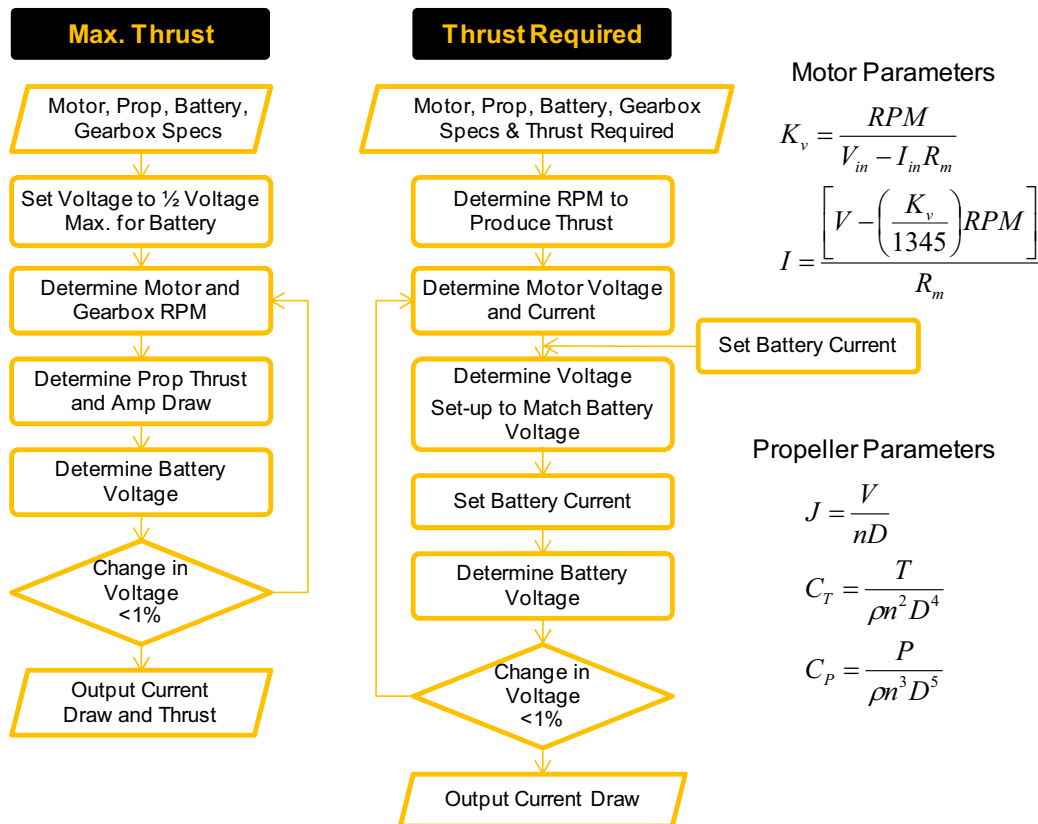 Max. Thrust
Motor, Prop, Battery,
Gearbox Specs
Set Voltage to ½ Voltage
Max. for Battery
Determine Motor and
Gearbox RPM
Determine Prop Thrust
and Amp Draw
Determine Battery
Voltage
Change in
Voltage
<1%
Output Current
Draw and Thrust
Thrust Required
Motor, Prop, Battery, Gearbox
Specs & Thrust Required
Determine RPM to
Produce Thrust
Determine Motor Voltage
and Current
Set Battery Current
Determine Voltage
Set-up to Match Battery
Voltage
Set Battery Current
Determine Battery
Voltage
Change in
Voltage
<1%
Output Current Draw
Motor Parameters
K_v = RPM / (V_in − I_in R_m)
I = [V − (K_v / 1345) RPM] / R_m
Propeller Parameters
J = V / nD
C_T = T / ρn²D⁴
C_P = P / ρn³D⁵